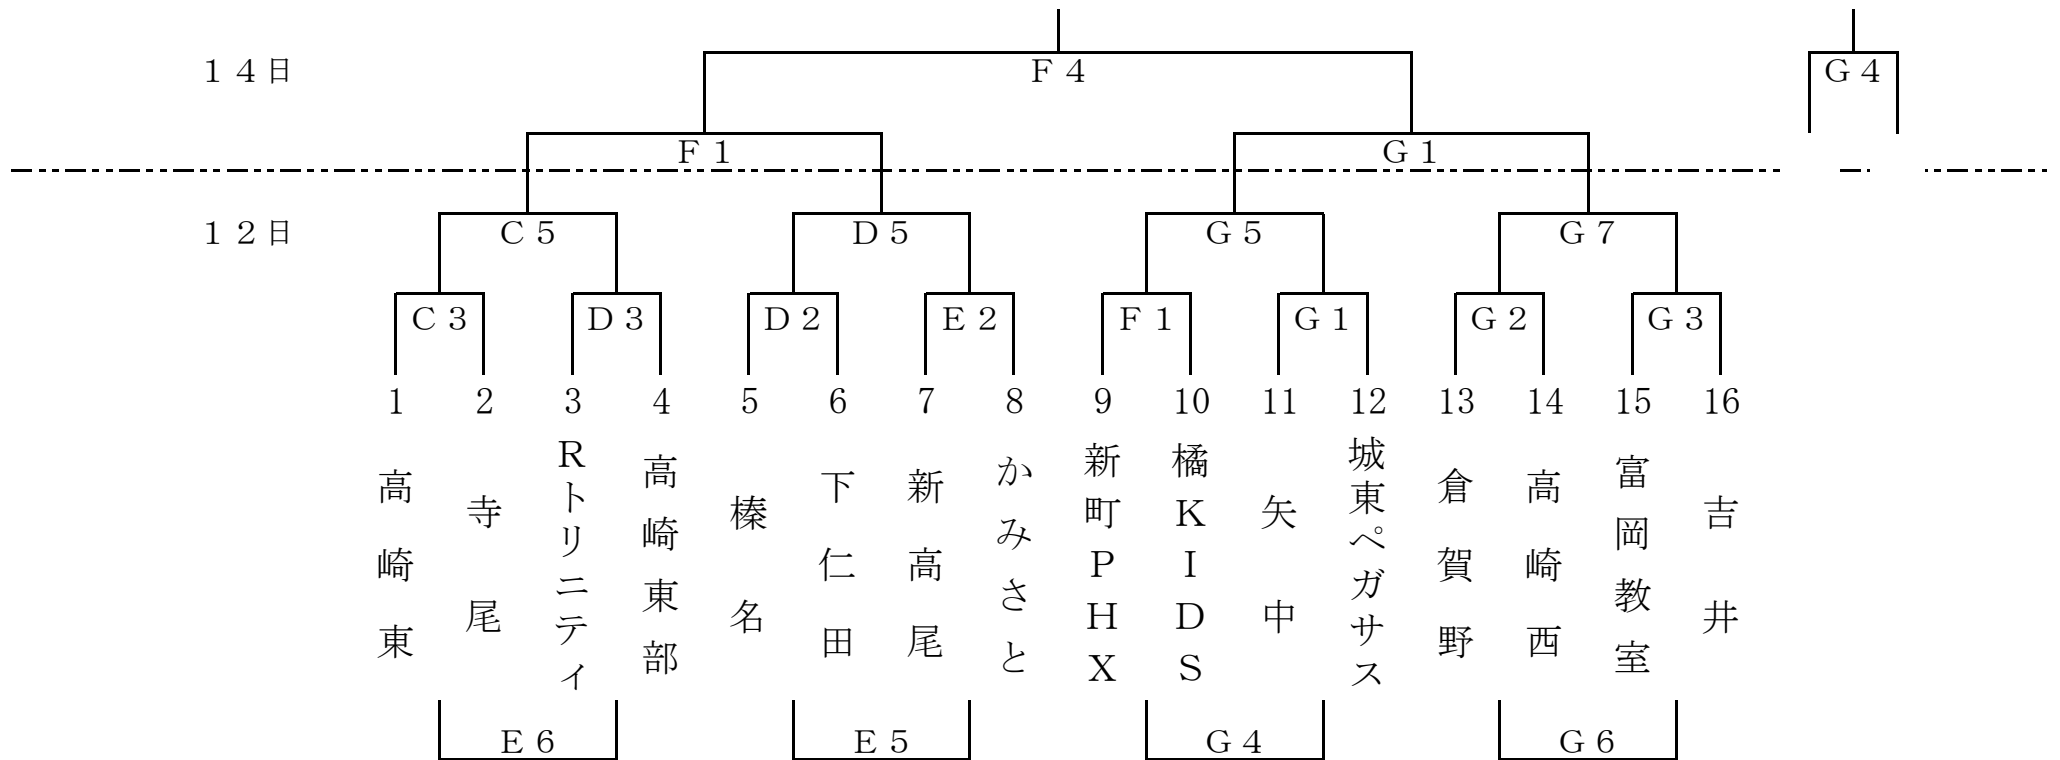 １４日 Ｆ４ Ｇ４
Ｆ１ Ｇ１
１２日 Ｃ５ Ｄ５ Ｇ５ Ｇ７
Ｃ３ Ｄ３ Ｄ２ Ｅ２ Ｆ１ Ｇ１ Ｇ２ Ｇ３
1 2 3 4 5 6 7 8 9 10 11 12 13 14 15 16
高崎東
寺尾
Ｒトリニティ
高崎東部
榛名
下仁田
新高尾
かみさと
新町ＰＨＸ
橘ＫＩＤＳ
矢中
城東ペガサス
倉賀野
高崎西
富岡教室
吉井
Ｅ６ Ｅ５ Ｇ４ Ｇ６